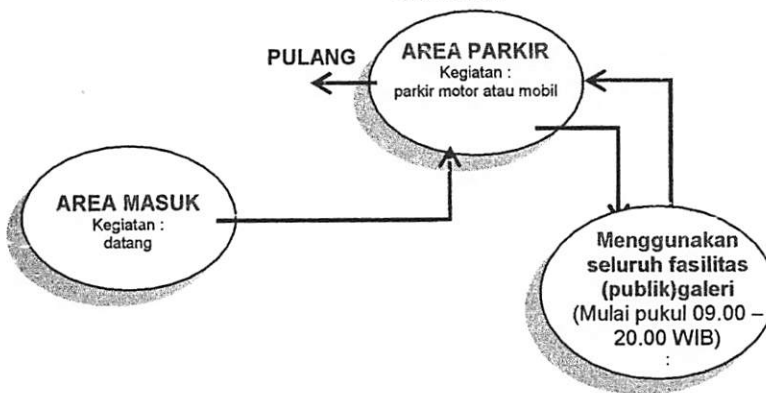 PULANG
AREA PARKIR
Kegiatan :
parkir motor atau mobil
AREA MASUK
Kegiatan :
datang
Menggunakan
seluruh fasilitas
(publik)galeri
(Mulai pukul 09.00 –
20.00 WIB)
: